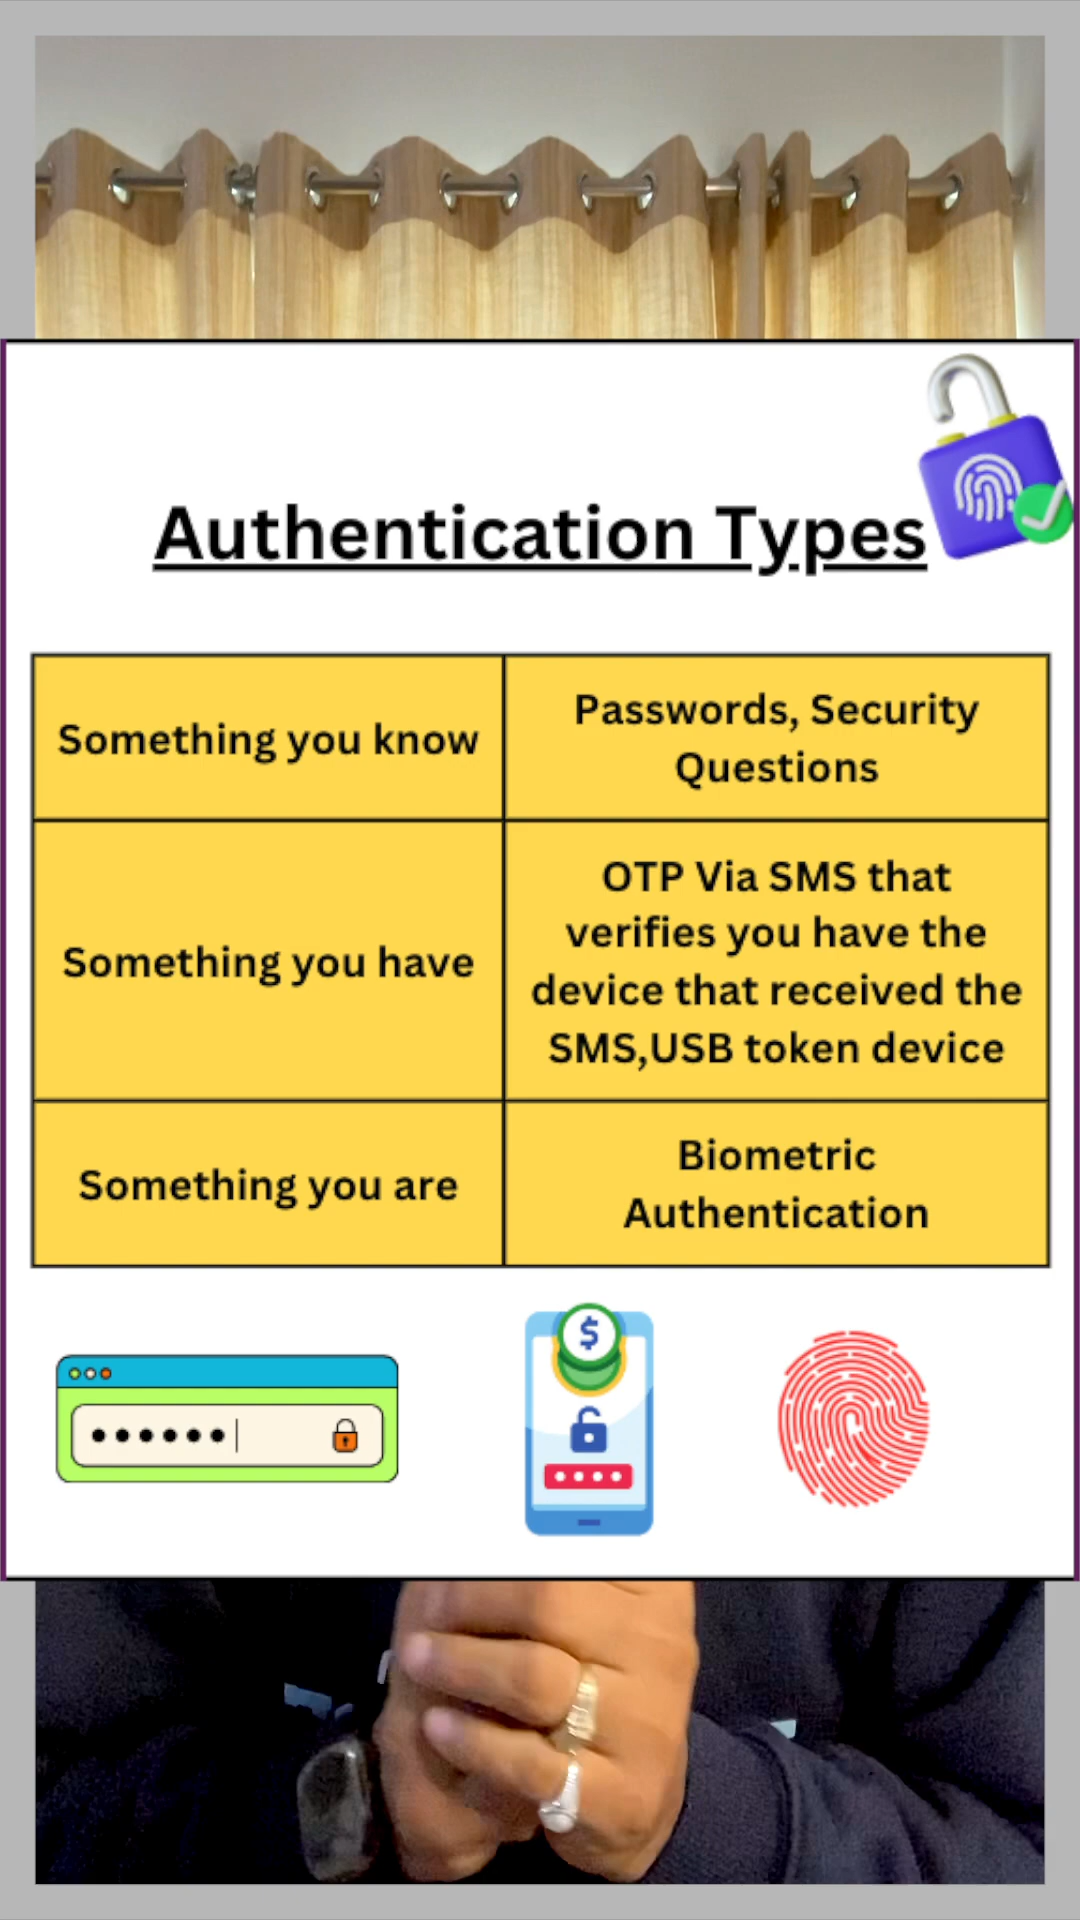 Authentication Types
Something you know
Passwords, Security
Questions
Something you have
OTP Via SMS that
verifies you have the
device that received the
SMS,USB token device
Something you are
Biometric
Authentication
$